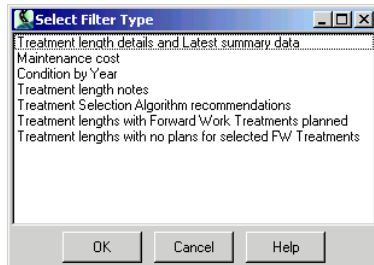 Select Filter Type
Treatment length details and Latest summary data
Maintenance cost
Condition by Year
Treatment length notes
Treatment Selection Algorithm recommendations
Treatment lengths with Forward Work Treatments planned
Treatment lengths with no plans for selected FW Treatments
OK Cancel Help